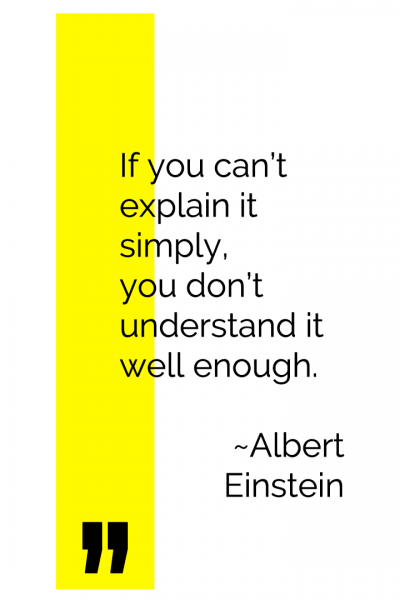 If you can’t
explain it
simply,
you don’t
understand it
well enough.
~Albert
Einstein
"